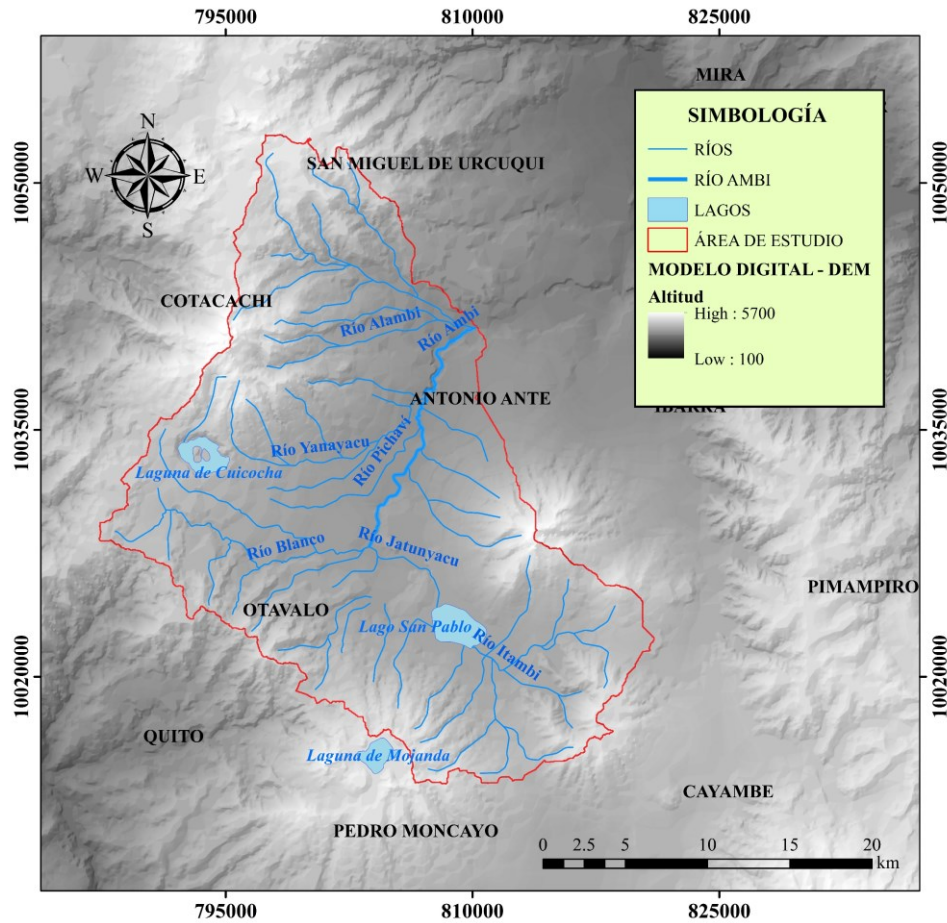 795000 810000 825000
MIRA
N
W E
S
SAN MIGUEL DE URCUQUI
SIMBOLOGÍA
RÍOS
RÍO AMBI
LAGOS
ÁREA DE ESTUDIO
MODELO DIGITAL - DEM
Altitud
High : 5700
Low : 100
10050000 10050000
COTACACHI
Río Alambi
Río Ambi
ANTONIO ANTE
IBARRA
10035000 10035000
Río Yanayacu
Río Pichaví
Laguna de Cuicocha
Río Blanco
Río Jatunyacu
PIMAMPIRO
OTAVALO
Lago San Pablo
Río Itambi
10020000 10020000
QUITO
Laguna de Mojanda
CAYAMBE
PEDRO MONCAYO
0 2.5 5 10 15 20
km
795000 810000 825000